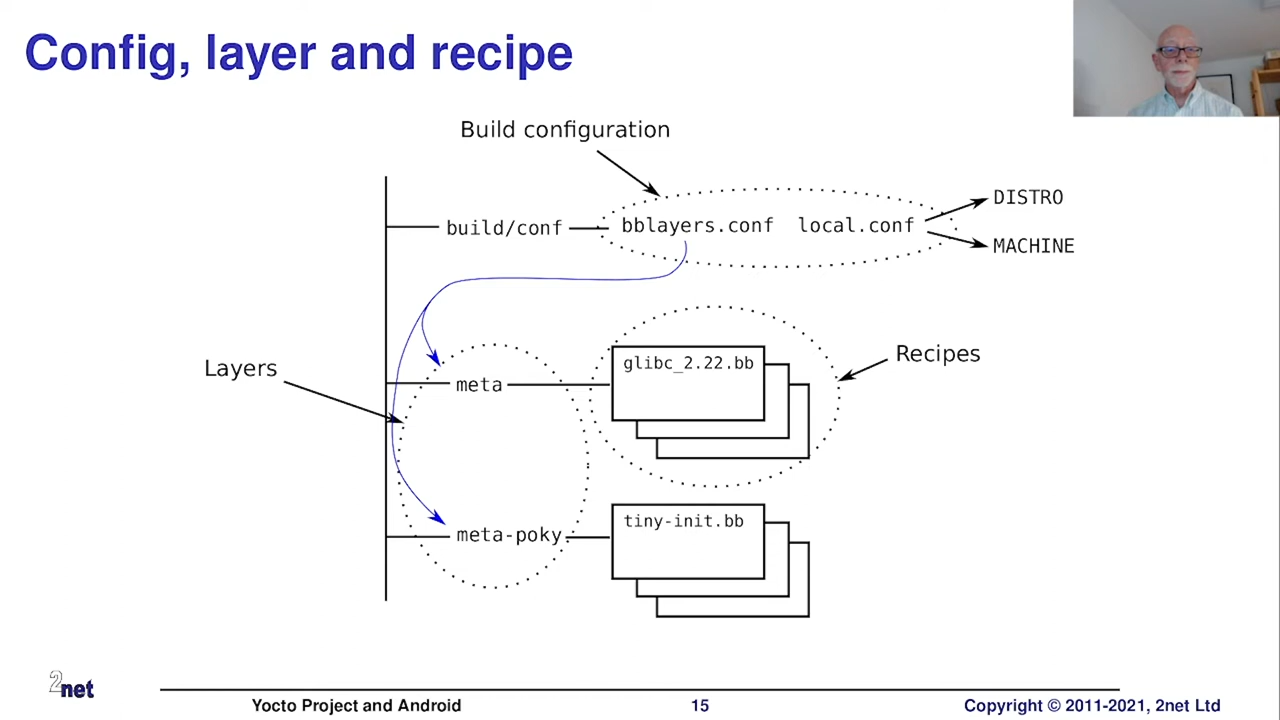 Config, layer and recipe
Build configuration
DISTRO
build/conf bblayers.conf local.conf
MACHINE
Layers
meta
glibc_2.22.bb
Recipes
meta-poky
tiny-init.bb
2net
Yocto Project and Android 15 Copyright © 2011-2021, 2net Ltd